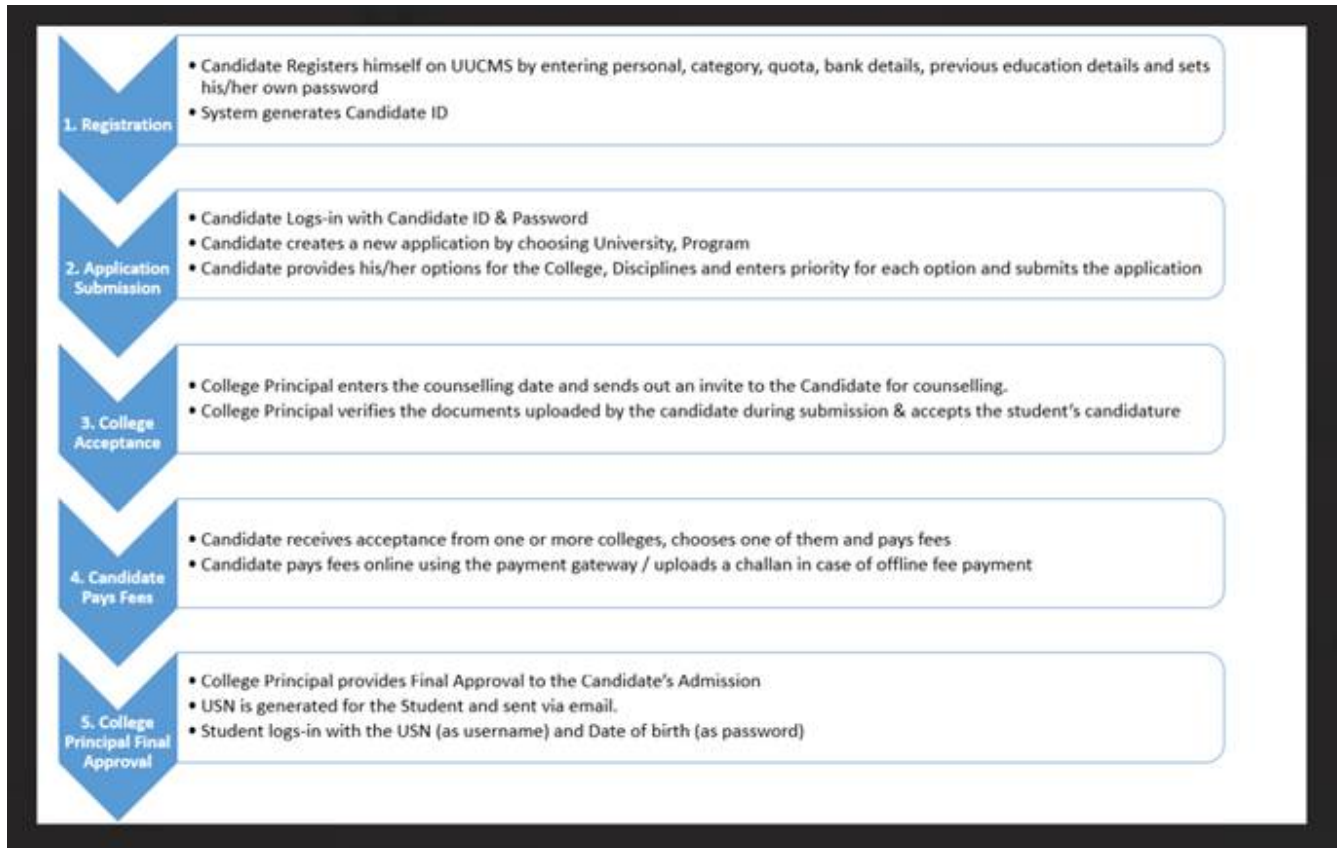 1. Registration
• Candidate Registers himself on UUCMS by entering personal, category, quota, bank details, previous education details and sets
his/her own password
• System generates Candidate ID
2. Application
Submission
• Candidate Logs-in with Candidate ID & Password
• Candidate creates a new application by choosing University, Program
• Candidate provides his/her options for the College, Disciplines and enters priority for each option and submits the application
3. College
Acceptance
• College Principal enters the counselling date and sends out an invite to the Candidate for counselling.
• College Principal verifies the documents uploaded by the candidate during submission & accepts the student's candidature
4. Candidate
Pays Fees
• Candidate receives acceptance from one or more colleges, chooses one of them and pays fees
• Candidate pays fees online using the payment gateway / uploads a challan in case of offline fee payment
5. College
Principal Final
Approval
• College Principal provides Final Approval to the Candidate's Admission
• USN is generated for the Student and sent via email.
• Student logs-in with the USN (as username) and Date of birth (as password)